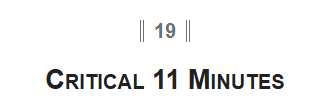 ‖ 19 ‖
CRITICAL 11 MINUTES